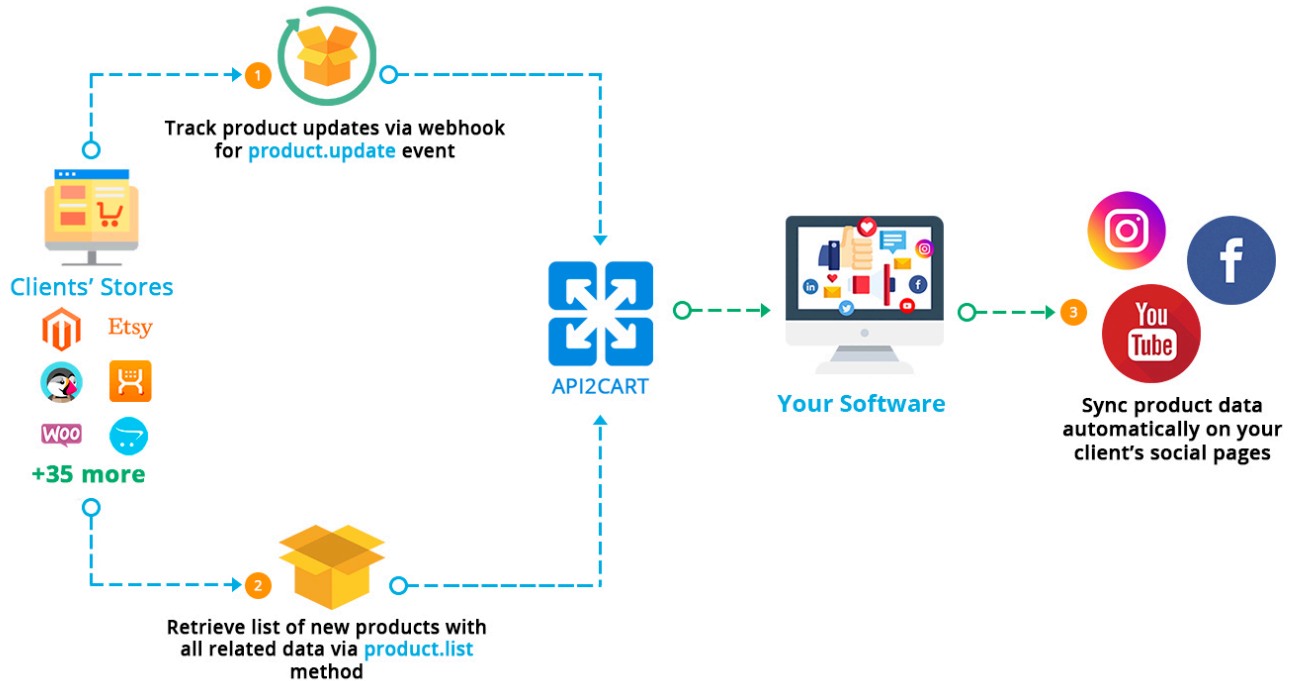 1
Track product updates via webhook
for product.update event
Clients' Stores
Etsy
WOO
+35 more
2
Retrieve list of new products with
all related data via product.list
method
API2CART
in
f
Your Software
3
f
You
Tube
Sync product data
automatically on your
client's social pages